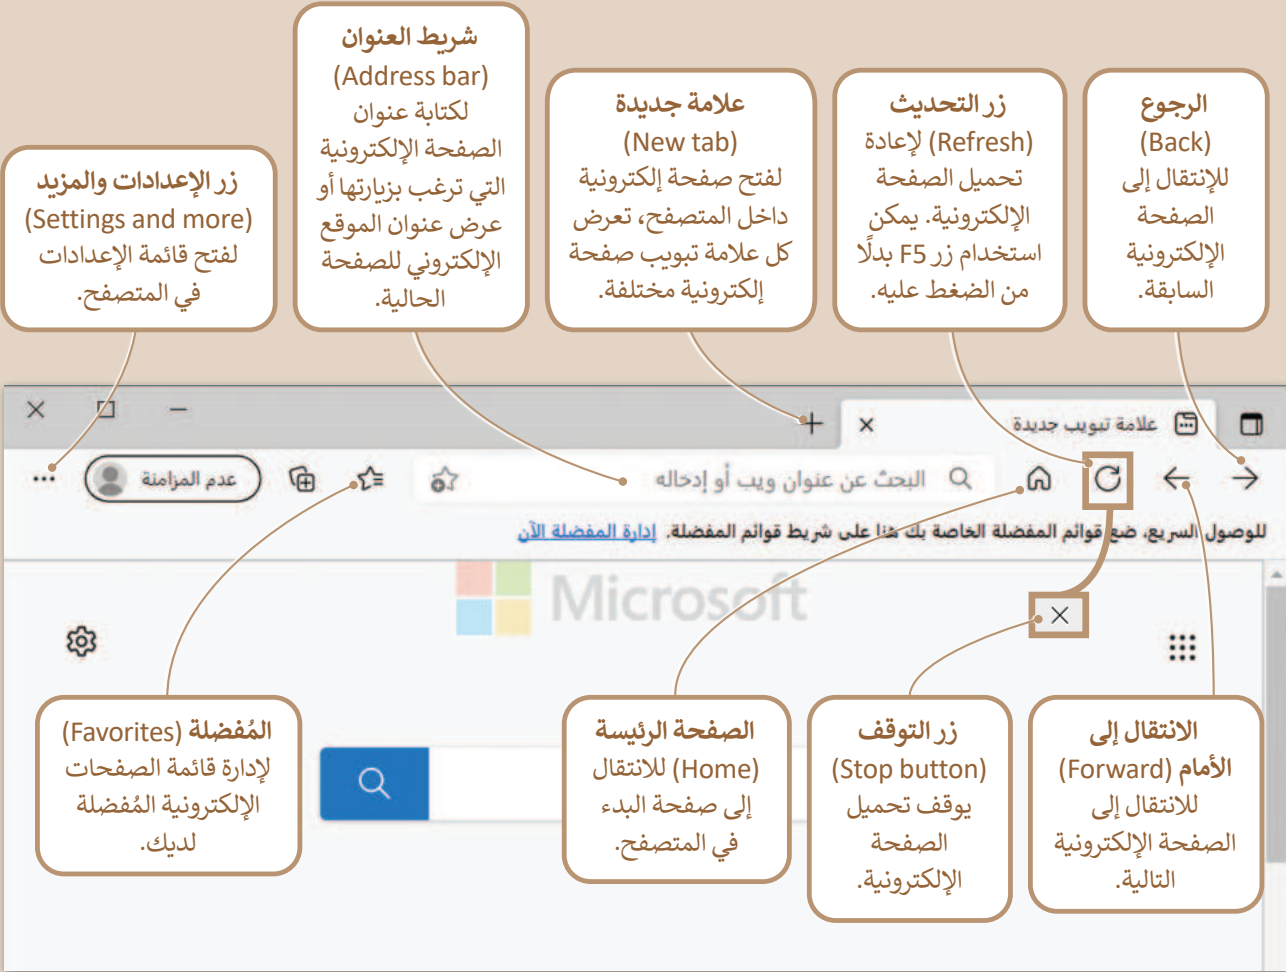 الرجوع
(Back)
للإنتقال إلى
الصفحة
الإلكترونية
السابقة.
زر التحديث
(Refresh) لإعادة
تحميل الصفحة
الإلكترونية. يمكن
استخدام زر F5 بدلًا
من الضغط عليه.
علامة جديدة
(New tab)
لفتح صفحة إلكترونية
داخل المتصفح، تعرض
كل علامة تبويب صفحة
إلكترونية مختلفة.
شريط العنوان
(Address bar)
لكتابة عنوان
الصفحة الإلكترونية
التي ترغب بزيارتها أو
عرض عنوان الموقع
الإلكتروني للصفحة
الحالية.
زر الإعدادات والمزيد
(Settings and more)
لفتح قائمة الإعدادات
في المتصفح.
علامة تبويب جديدة
البحث عن عنوان ويب أو إدخاله
عدم المزامنة
للوصول السريع، ضع قوائم المفضلة الخاصة بك هنا على شريط قوائم المفضلة. إدارة المفضلة الآن
Microsoft
الانتقال إلى
الأمام (Forward)
للانتقال إلى
الصفحة الإلكترونية
التالية.
زر التوقف
(Stop button)
يوقف تحميل
الصفحة
الإلكترونية.
الصفحة الرئيسة
(Home) للانتقال
إلى صفحة البدء
في المتصفح.
المُفضلة (Favorites)
لإدارة قائمة الصفحات
الإلكترونية المُفضلة
لديك.